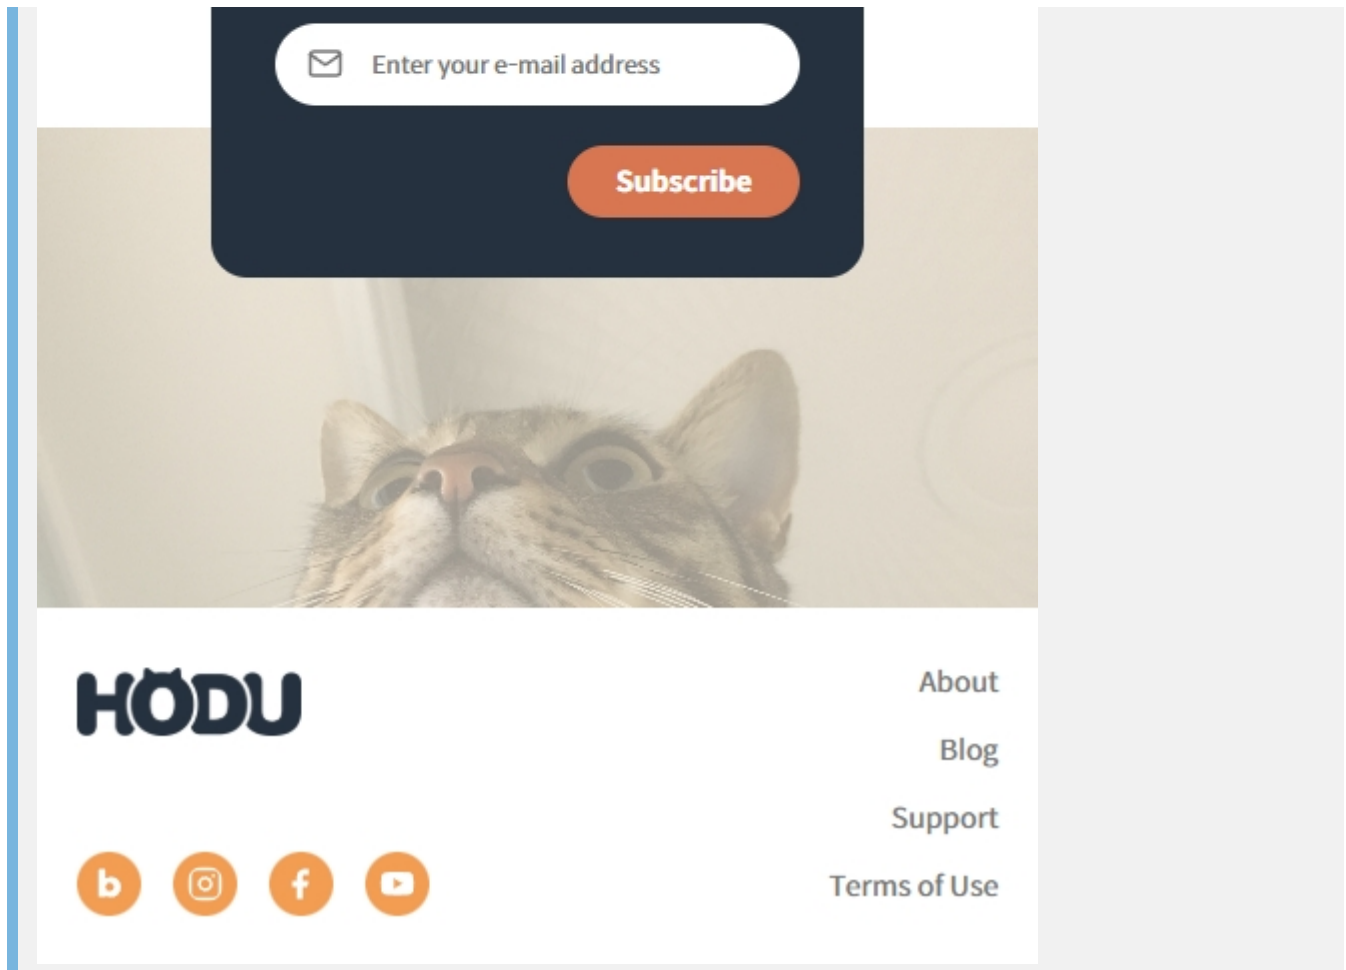 Enter your e-mail address
Subscribe
HODU
About
Blog
Support
Terms of Use